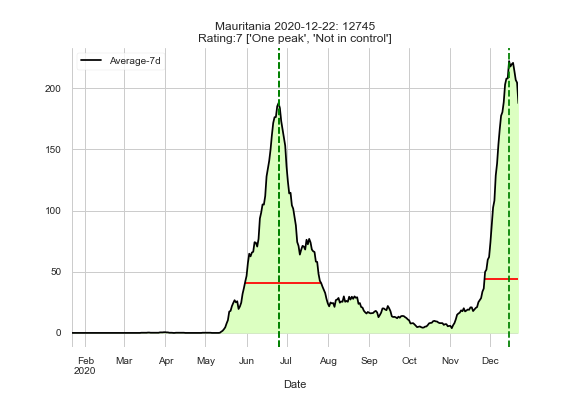 Mauritania 2020-12-22: 12745
Rating:7 ['One peak', 'Not in control']
Average-7d
200
150
100
50
0
Feb Mar Apr May Jun Jul Aug Sep Oct Nov Dec
2020
Date